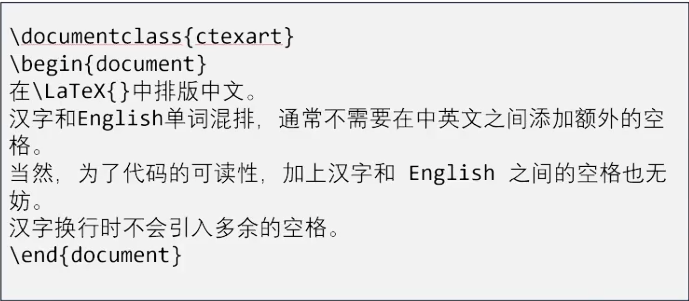 \documentclass{ctexart}
\begin{document}
在\LaTeX{}中排版中文。
汉字和English单词混排，通常不需要在中英文之间添加额外的空
格。
当然，为了代码的可读性，加上汉字和 English 之间的空格也无
妨。
汉字换行时不会引入多余的空格。
\end{document}